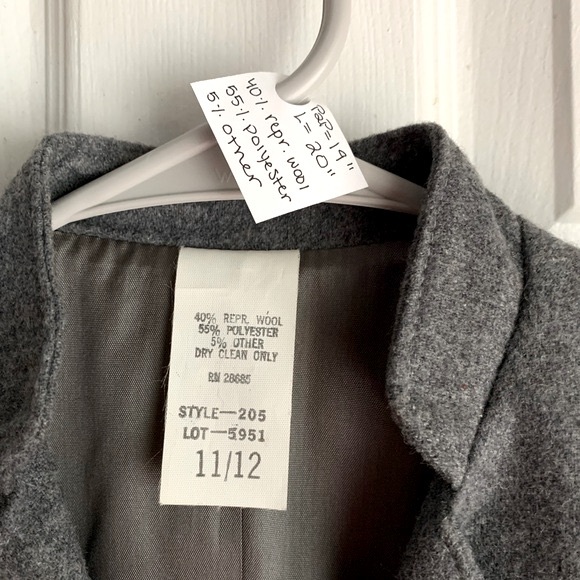 P2P=19"
L= 20"
40% repr. wool
55% polyester
5% other
40% REPR. WOOL
55% POLYESTER
5% OTHER
DRY CLEAN ONLY
RN 28685
STYLE—205
LOT—5951
11/12